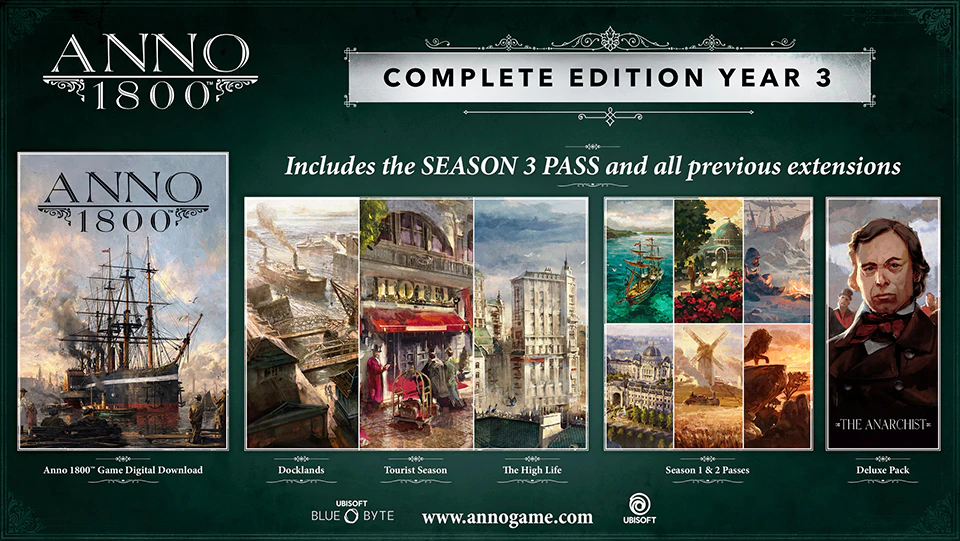 ANNO
1800™
COMPLETE EDITION YEAR 3
Includes the SEASON 3 PASS and all previous extensions
ANNO
1800™
HOTEL
THE ANARCHIST
Anno 1800™ Game Digital Download
Docklands
Tourist Season
The High Life
Season 1 & 2 Passes
Deluxe Pack
UBISOFT
BLUE BYTE
www.annogame.com
UBISOFT